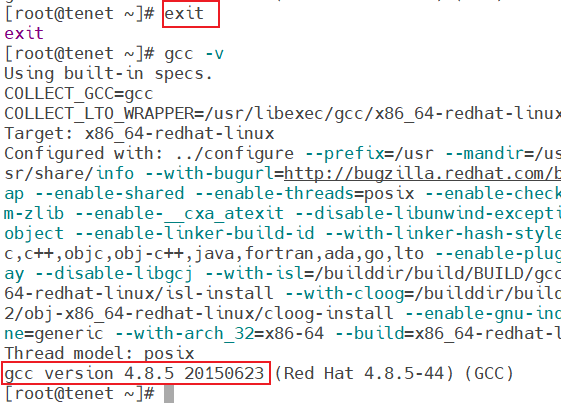 [root@tenet ~]# exit
exit
[root@tenet ~]# gcc -v
Using built-in specs.
COLLECT_GCC=gcc
COLLECT_LTO_WRAPPER=/usr/libexec/gcc/x86_64-redhat-linux
Target: x86_64-redhat-linux
Configured with: ../configure --prefix=/usr --mandir=/us
sr/share/info --with-bugurl=http://bugzilla.redhat.com/b
ap --enable-shared --enable-threads=posix --enable-check
m-zlib --enable-__cxa_atexit --disable-libunwind-excepti
object --enable-linker-build-id --with-linker-hash-style
c,c++,objc,obj-c++,java,fortran,ada,go,lto --enable-plug
ay --disable-libgcj --with-isl=/builddir/build/BUILD/gcc
64-redhat-linux/isl-install --with-cloog=/builddir/build
2/obj-x86_64-redhat-linux/cloog-install --enable-gnu-ind
ne=generic --with-arch_32=x86-64 --build=x86_64-redhat-l
Thread model: posix
gcc version 4.8.5 20150623 (Red Hat 4.8.5-44) (GCC)
[root@tenet ~]#